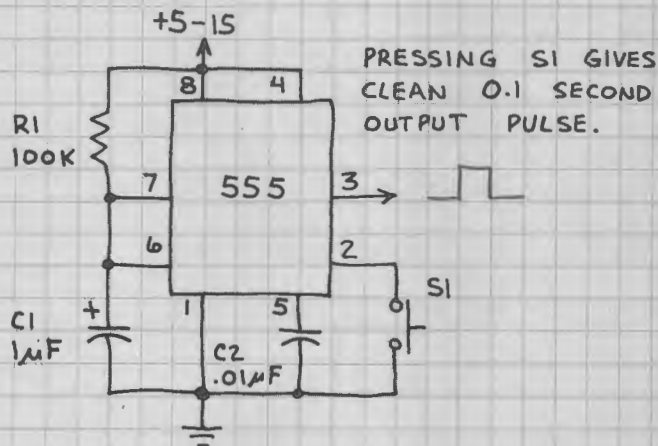 +5-15
PRESSING S1 GIVES
CLEAN 0.1 SECOND
OUTPUT PULSE.
8
4
R1
100K
7
555
3
6
2
S1
1
5
C1
+
1µF
C2
.01µF